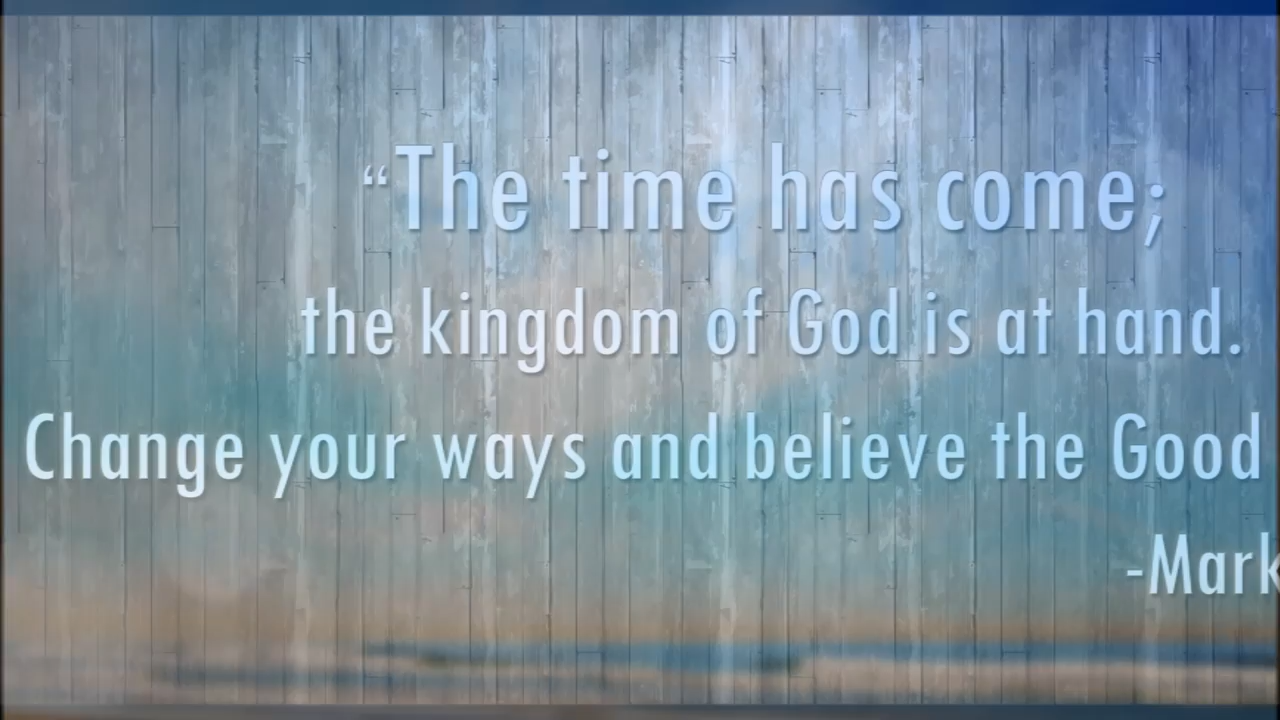 “The time has come;
the kingdom of God is at hand.
Change your ways and believe the Good
-Mark